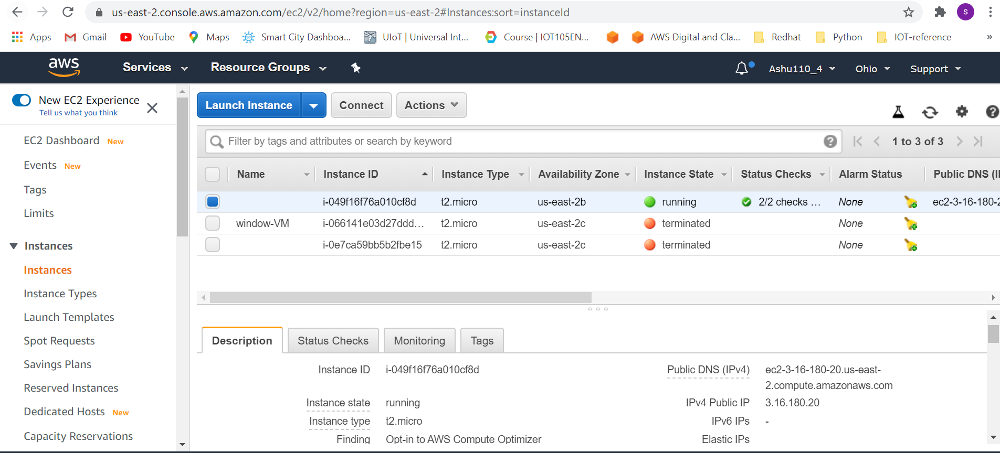 us-east-2.console.aws.amazon.com/ec2/v2/home?region=us-east-2#Instances:sort=instanceId
S
Apps Gmail YouTube Maps Smart City Dashboa... UIoT | Universal Int... Course | IOT105EN... AWS Digital and Cla... Redhat Python IOT-reference »
aws Services Resource Groups Ashu110_4 Ohio Support
New EC2 Experience
Tell us what you think
EC2 Dashboard New
Events New
Tags
Limits
Instances
Instances
Instance Types
Launch Templates
Spot Requests
Savings Plans
Reserved Instances
Dedicated Hosts New
Capacity Reservations
Launch Instance Connect Actions
Filter by tags and attributes or search by keyword
1 to 3 of 3
Name Instance ID Instance Type Availability Zone Instance State Status Checks Alarm Status Public DNS (I
i-049f16f76a010cf8d t2.micro us-east-2b running 2/2 checks ... None ec2-3-16-180-2
window-VM i-066141e03d27ddd... t2.micro us-east-2c terminated None
i-0e7ca59bb5b2fbe15 t2.micro us-east-2c terminated None
Description Status Checks Monitoring Tags
Instance ID i-049f16f76a010cf8d
Public DNS (IPv4) ec2-3-16-180-20.us-east-
2.compute.amazonaws.com
Instance state running
IPv4 Public IP 3.16.180.20
Instance type t2.micro
IPv6 IPs -
Finding Opt-in to AWS Compute Optimizer
Elastic IPs